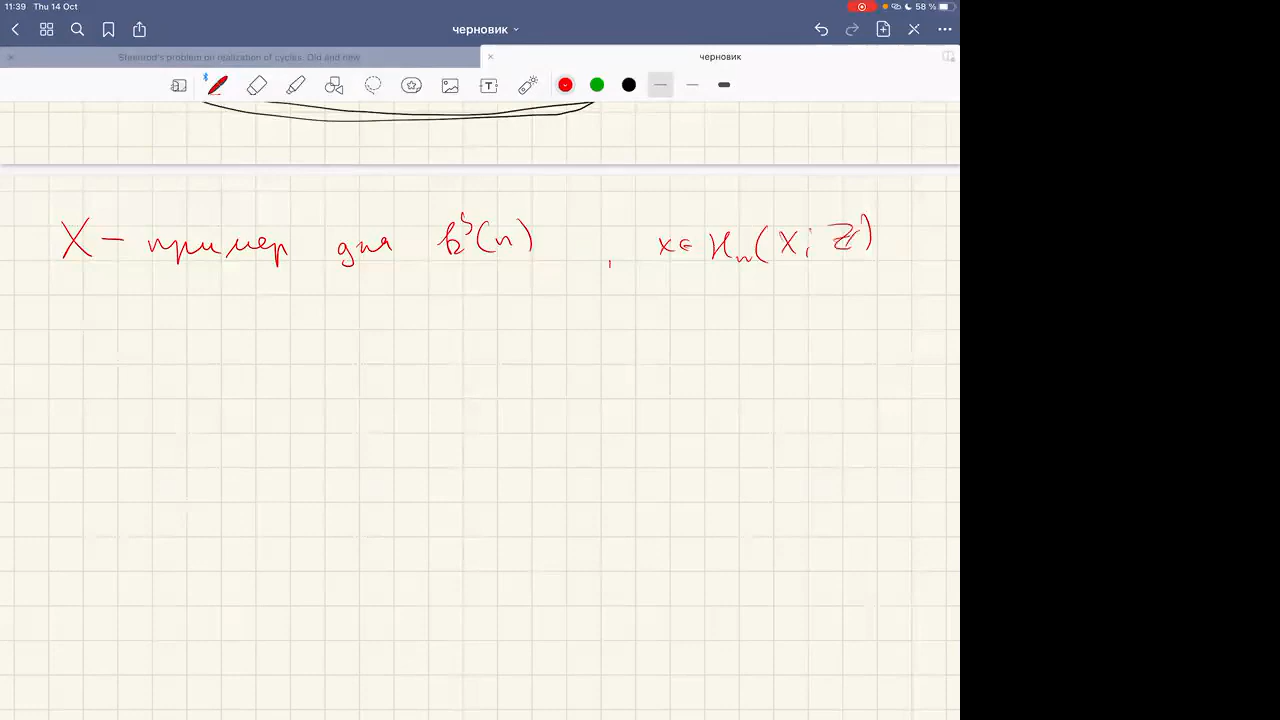 11:39 Thu 14 Oct 58 %
черновик
Steenrod's problem on realization of cycles. Old and new
черновик
X – пример для k^s(n) , x ∈ H_n(X; ℤ)